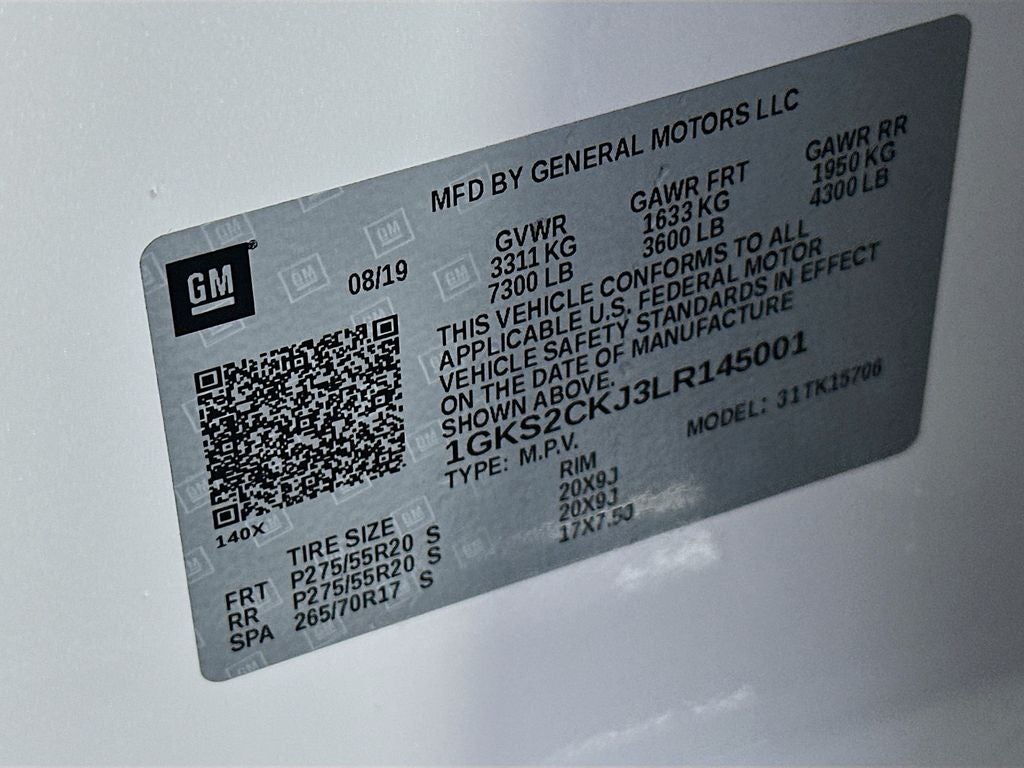 MFD BY GENERAL MOTORS LLC
GM
08/19
GVWR GAWR FRT GAWR RR
3311 KG 1633 KG 1950 KG
7300 LB 3600 LB 4300 LB
THIS VEHICLE CONFORMS TO ALL
APPLICABLE U.S. FEDERAL MOTOR
VEHICLE SAFETY STANDARDS IN EFFECT
ON THE DATE OF MANUFACTURE
SHOWN ABOVE.
1GKS2CKJ3LR145001
TYPE: M.P.V. MODEL: 31TK15706
140X
TIRE SIZE RIM
FRT P275/55R20 S 20X9J
RR P275/55R20 S 20X9J
SPA 265/70R17 S 17X7.5J